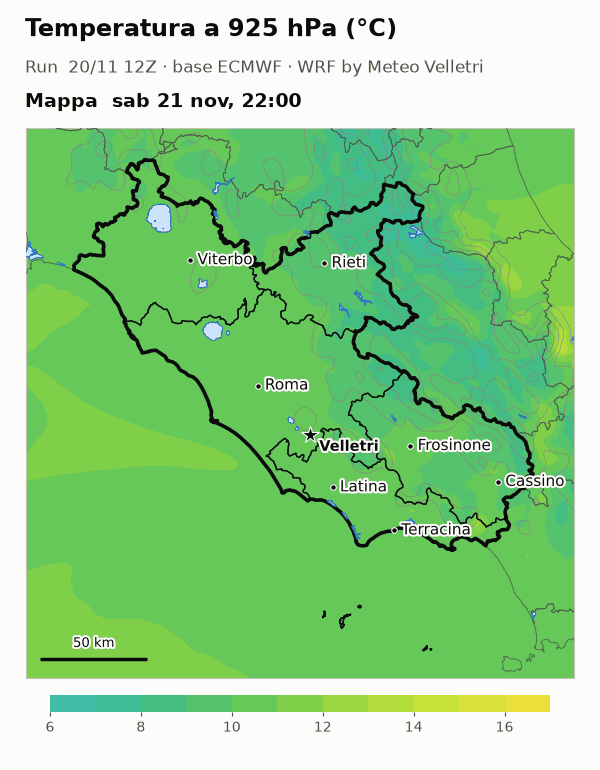 Temperatura a 925 hPa (°C)
Run  20/11 12Z · base ECMWF · WRF by Meteo Velletri
Mappa  sab 21 nov, 22:00
Viterbo
Rieti
Roma
Velletri
Frosinone
Latina
Cassino
Terracina
50 km
6 8 10 12 14 16